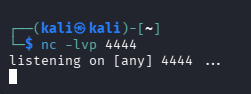 ┌──(kali㉿kali)-[~]
└─$ nc -lvp 4444
listening on [any] 4444 ...